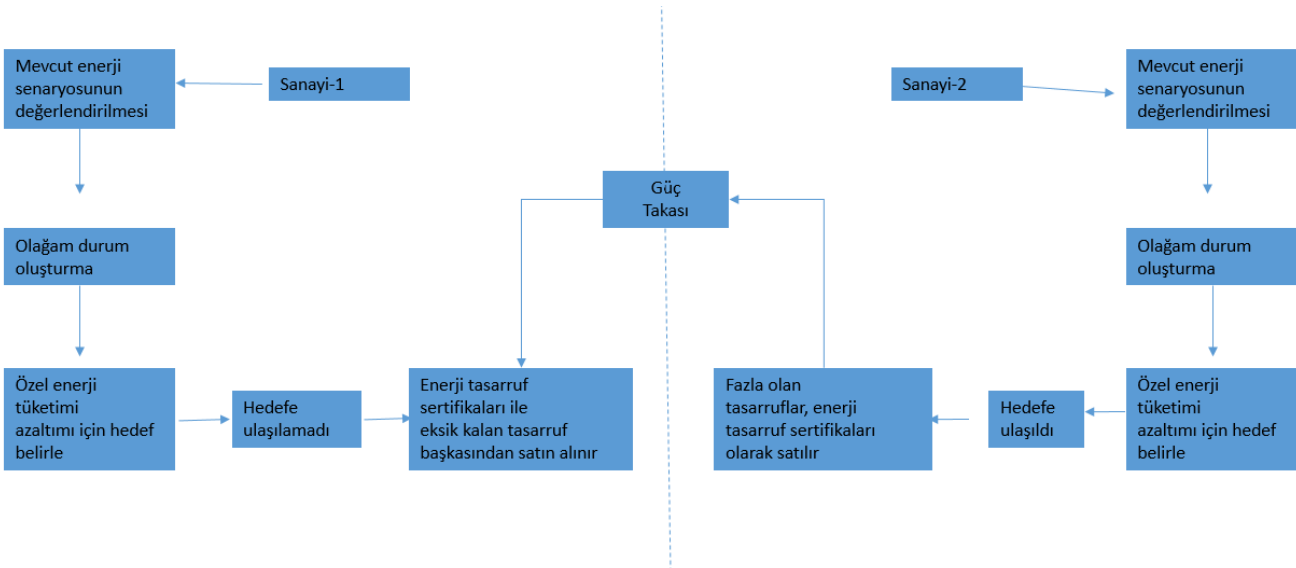 Mevcut enerji
senaryosunun
değerlendirilmesi
Sanayi-1
Olağam durum
oluşturma
Özel enerji
tüketimi
azaltımı için hedef
belirle
Hedefe
ulaşılamadı
Enerji tasarruf
sertifikaları ile
eksik kalan tasarruf
başkasından satın alınır
Güç
Takası
Sanayi-2
Mevcut enerji
senaryosunun
değerlendirilmesi
Olağam durum
oluşturma
Özel enerji
tüketimi
azaltımı için hedef
belirle
Hedefe
ulaşıldı
Fazla olan
tasarruflar, enerji
tasarruf sertifikaları
olarak satılır